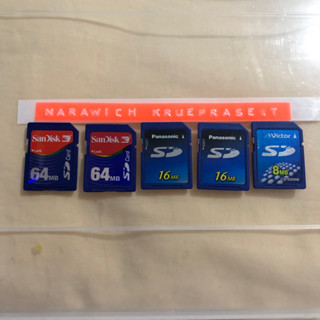 NARAWICH KRUEPRASERT
SanDisk
64MB
SD Card
SanDisk
64MB
SD Card
Panasonic
SD
16MB
Panasonic
SD
16MB
Victor
SD
8MB